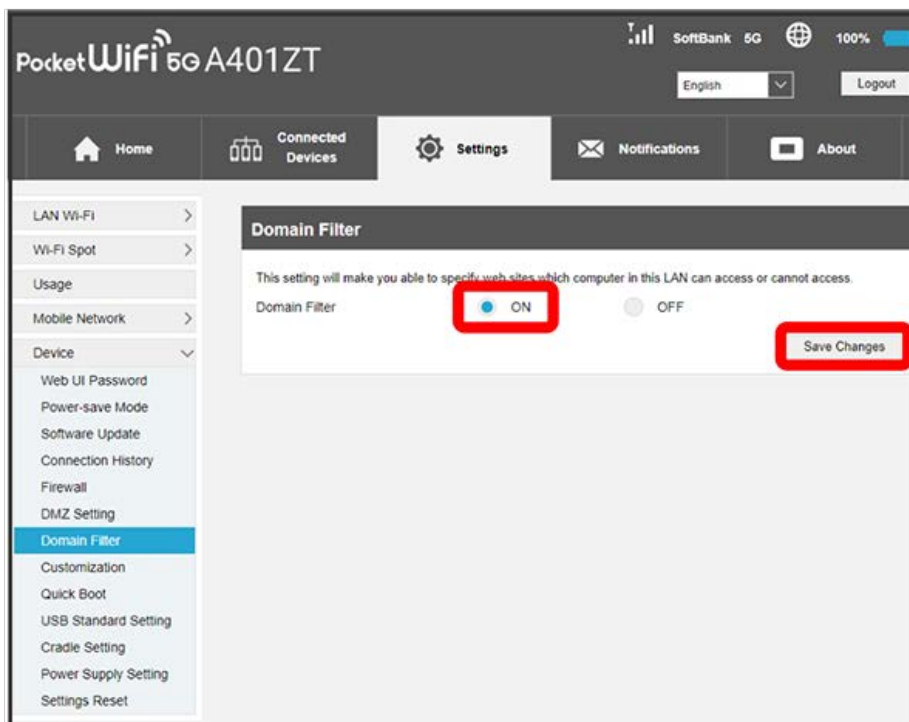 SoftBank 5G 100%
Pocket WiFi 5G A401ZT
English
Logout
Home
Connected
Devices
Settings
Notifications
About
LAN Wi-Fi
Wi-Fi Spot
Usage
Mobile Network
Device
Web UI Password
Power-save Mode
Software Update
Connection History
Firewall
DMZ Setting
Domain Filter
Customization
Quick Boot
USB Standard Setting
Cradle Setting
Power Supply Setting
Settings Reset
Domain Filter
This setting will make you able to specify web sites which computer in this LAN can access or cannot access.
Domain Filter ON OFF
Save Changes